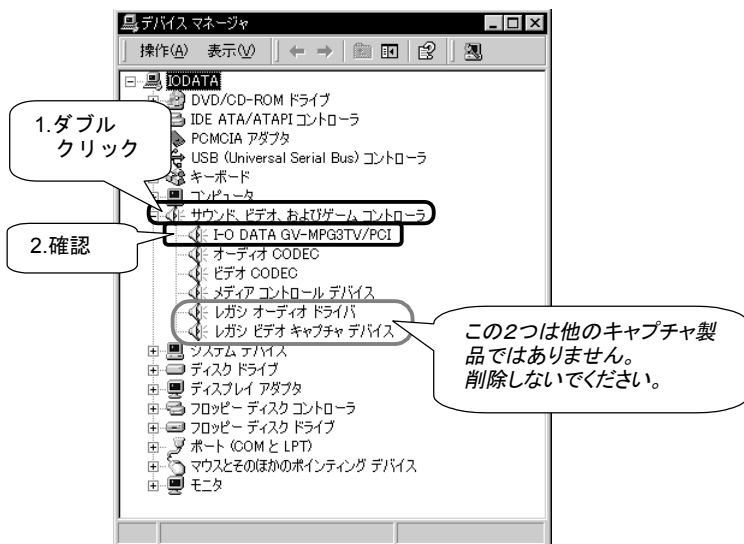 デバイス マネージャ
操作(A) 表示(V)
IODATA
DVD/CD-ROM ドライブ
IDE ATA/ATAPI コントローラ
PCMCIA アダプタ
USB (Universal Serial Bus) コントローラ
キーボード
コンピュータ
サウンド、ビデオ、およびゲーム コントローラ
I-O DATA GV-MPG3TV/PCI
オーディオ CODEC
ビデオ CODEC
メディア コントロール デバイス
レガシ オーディオ ドライバ
レガシ ビデオ キャプチャ デバイス
システム デバイス
ディスク ドライブ
ディスプレイ アダプタ
フロッピー ディスク コントローラ
フロッピー ディスク ドライブ
ポート (COM と LPT)
マウスとそのほかのポインティング デバイス
モニタ
1.ダブル
クリック
2.確認
この2つは他のキャプチャ製
品ではありません。
削除しないでください。